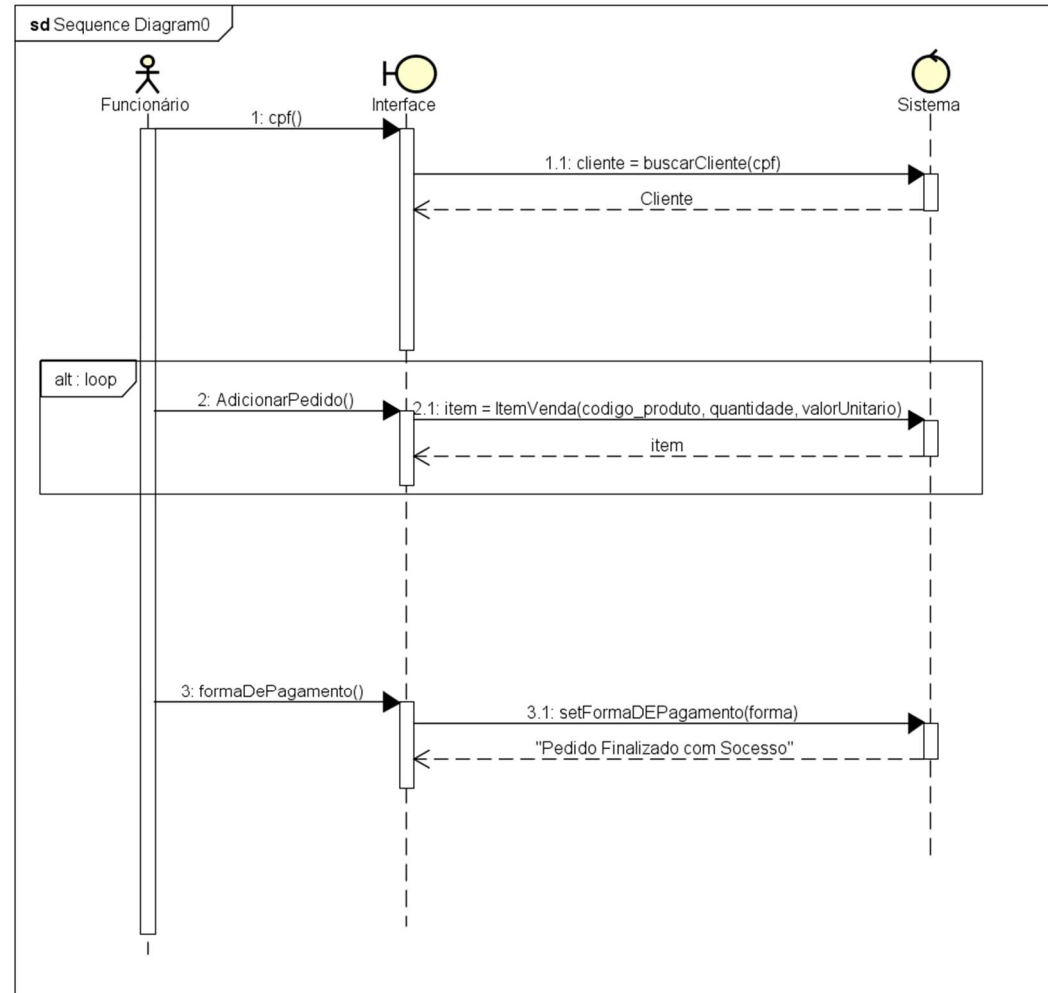 sd Sequence Diagram0
Funcionário
Interface
Sistema
1: cpf()
1.1: cliente = buscarCliente(cpf)
Cliente
alt : loop
2: AdicionarPedido()
2.1: item = ItemVenda(codigo_produto, quantidade, valorUnitario)
item
3: formaDePagamento()
3.1: setFormaDEPagamento(forma)
"Pedido Finalizado com Socesso"